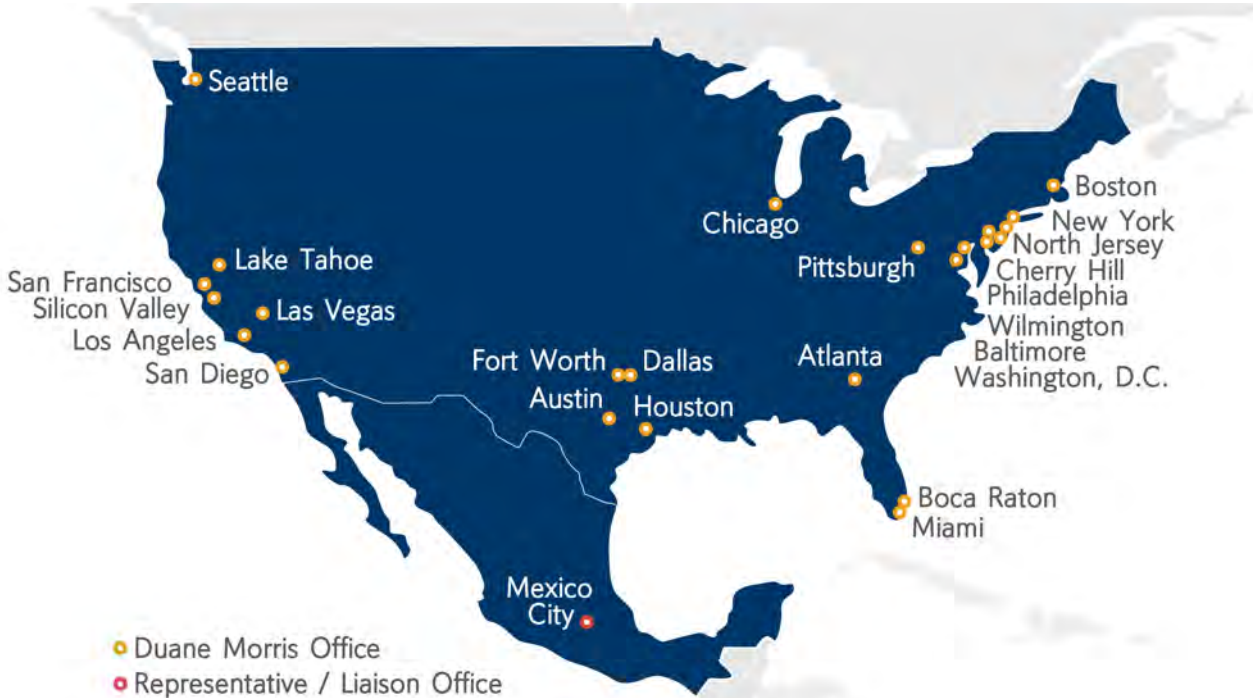 Seattle
Boston
Chicago
New York
North Jersey
Pittsburgh
Cherry Hill
Philadelphia
Wilmington
Baltimore
Washington, D.C.
Lake Tahoe
San Francisco
Silicon Valley
Las Vegas
Los Angeles
San Diego
Fort Worth
Dallas
Atlanta
Austin
Houston
Boca Raton
Miami
Mexico
City
Duane Morris Office
Representative / Liaison Office